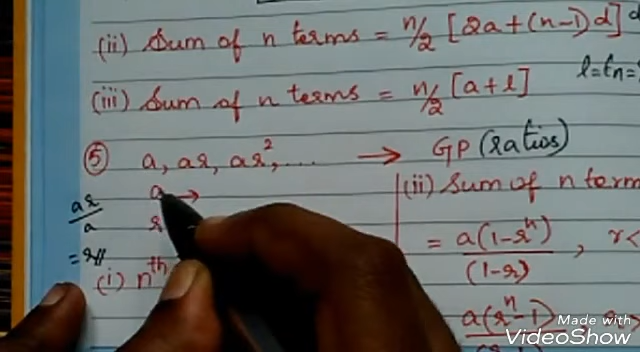 (ii) Sum of n terms = n/2 [2a+(n-1)d]
(iii) Sum of n terms = n/2 [a+l]
l=tn=
⑤ a, ar, ar², ... → GP (ratios)
ar/a
= r//
a →
r
(i) nth
(ii) Sum of n term
= a(1-rⁿ)/(1-r) , r<
a(rⁿ-1)
Made with
VideoShow